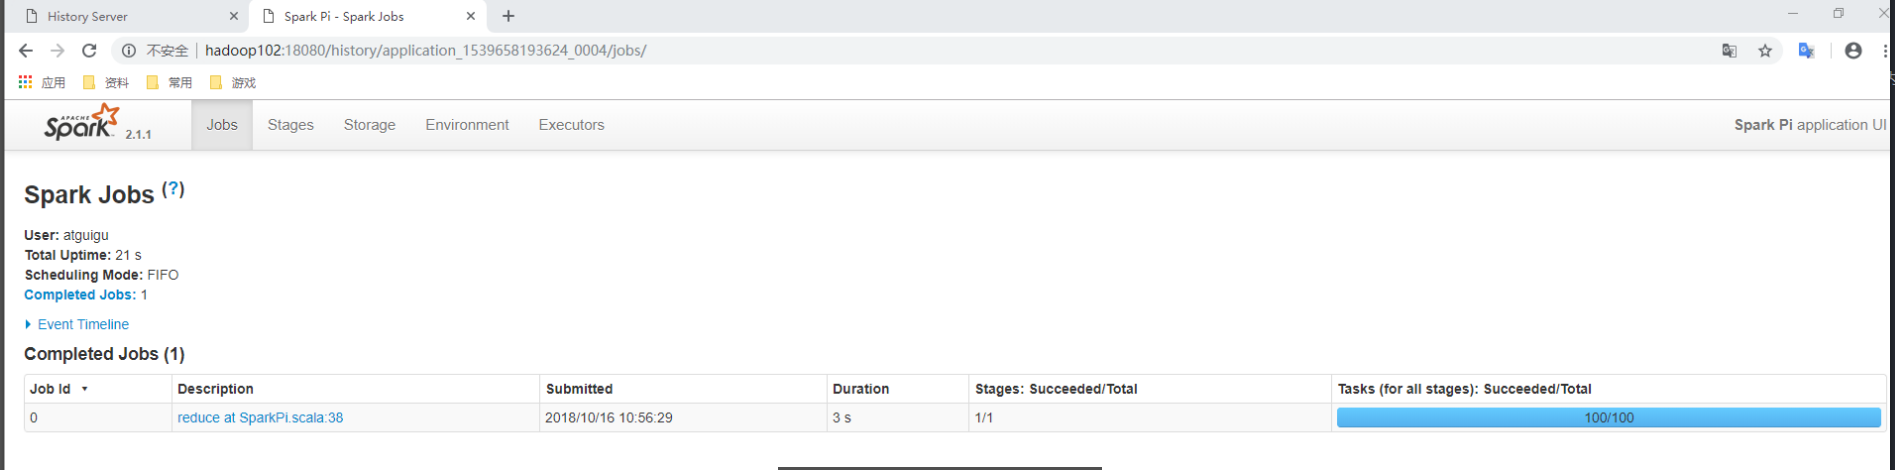 History Server
Spark Pi - Spark Jobs
不安全 hadoop102:18080/history/application_1539658193624_0004/jobs/
应用 资料 常用 游戏
APACHE Spark 2.1.1 Jobs Stages Storage Environment Executors Spark Pi application UI
Spark Jobs (?)
User: atguigu
Total Uptime: 21 s
Scheduling Mode: FIFO
Completed Jobs: 1
Event Timeline
Completed Jobs (1)
Job Id Description Submitted Duration Stages: Succeeded/Total Tasks (for all stages): Succeeded/Total
0 reduce at SparkPi.scala:38 2018/10/16 10:56:29 3 s 1/1 100/100